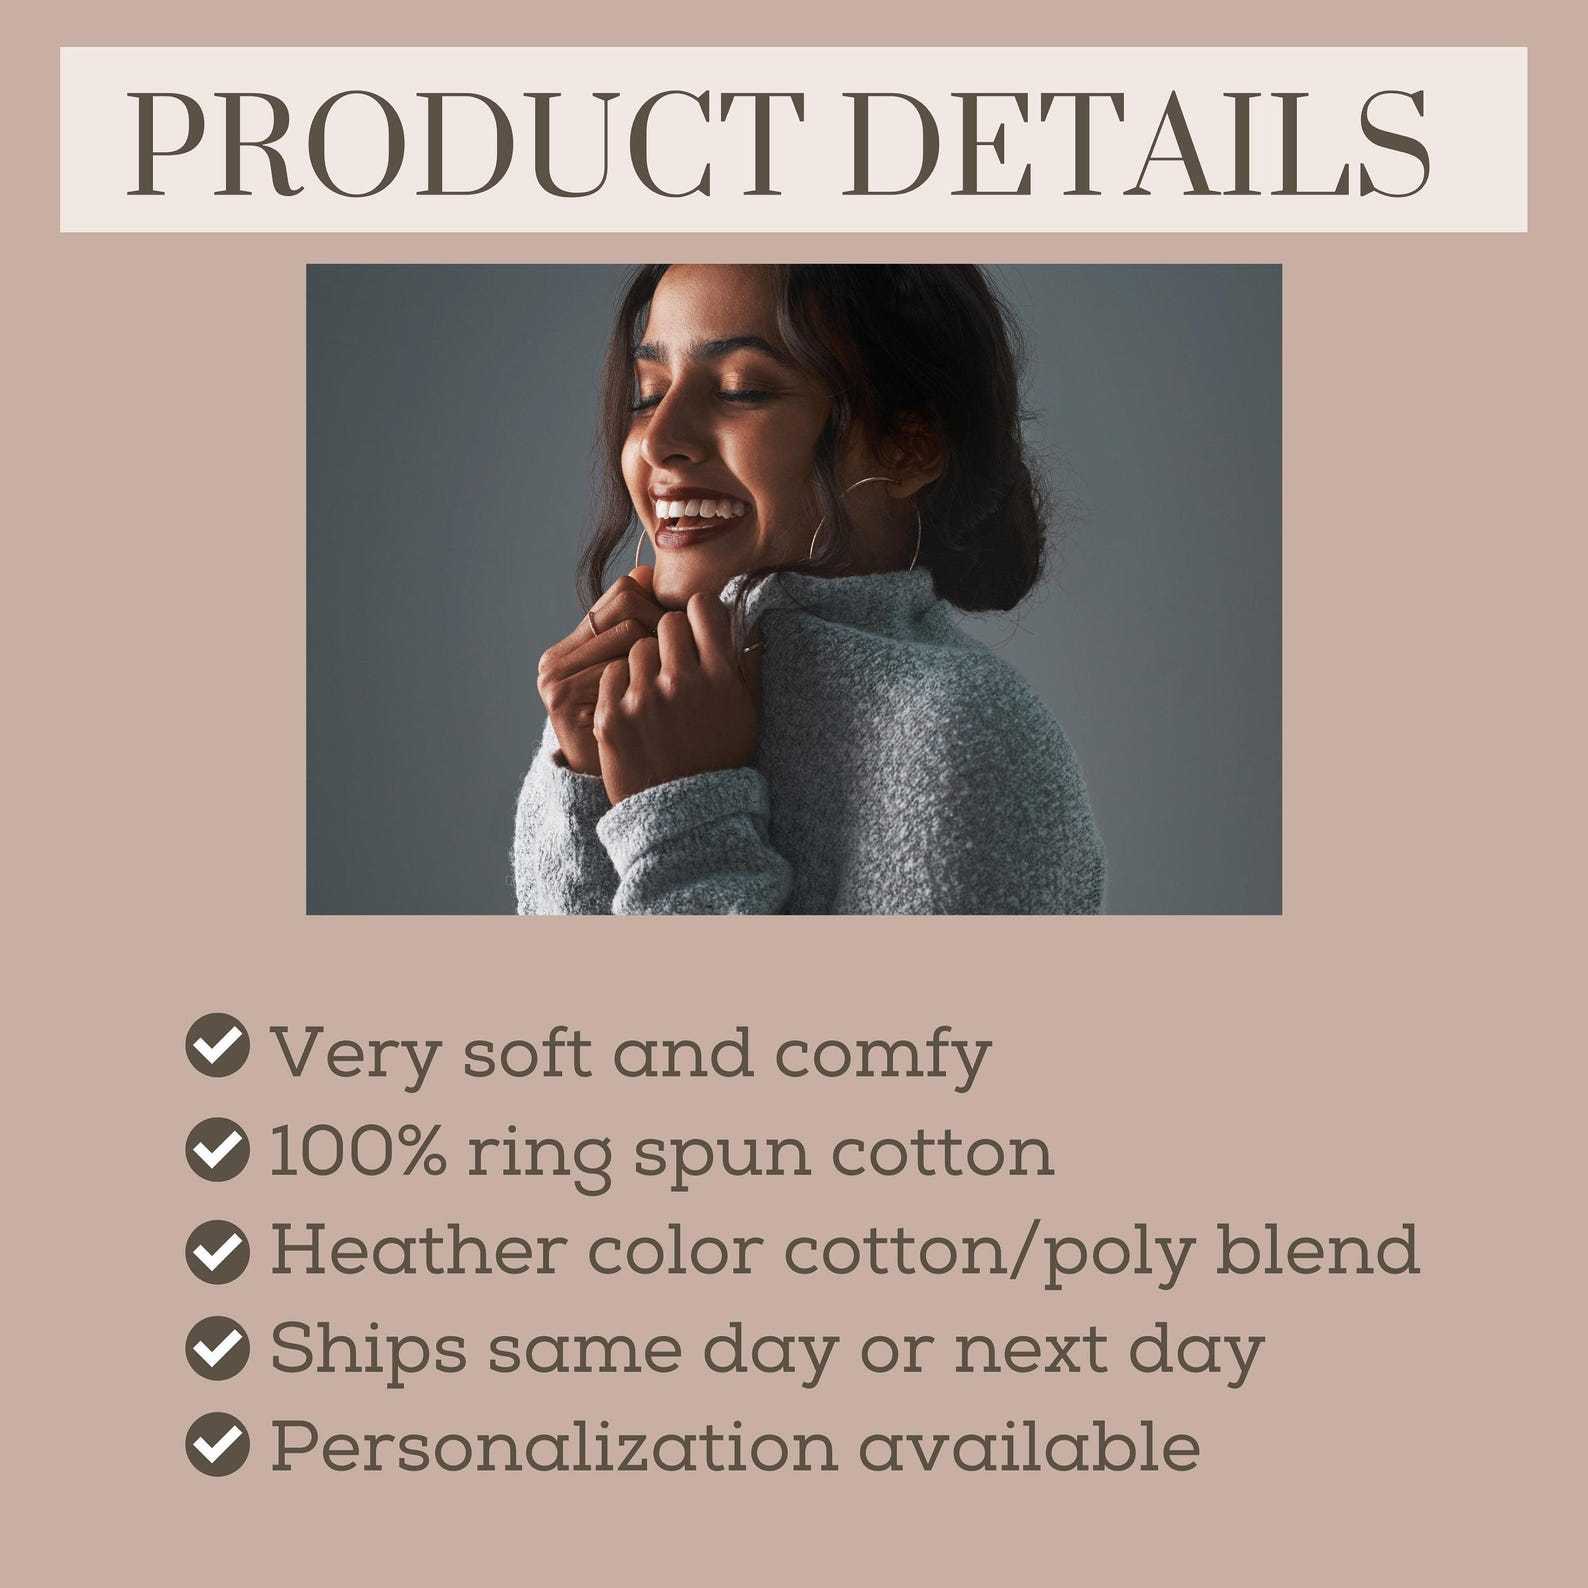 PRODUCT DETAILS
Very soft and comfy
100% ring spun cotton
Heather color cotton/poly blend
Ships same day or next day
Personalization available